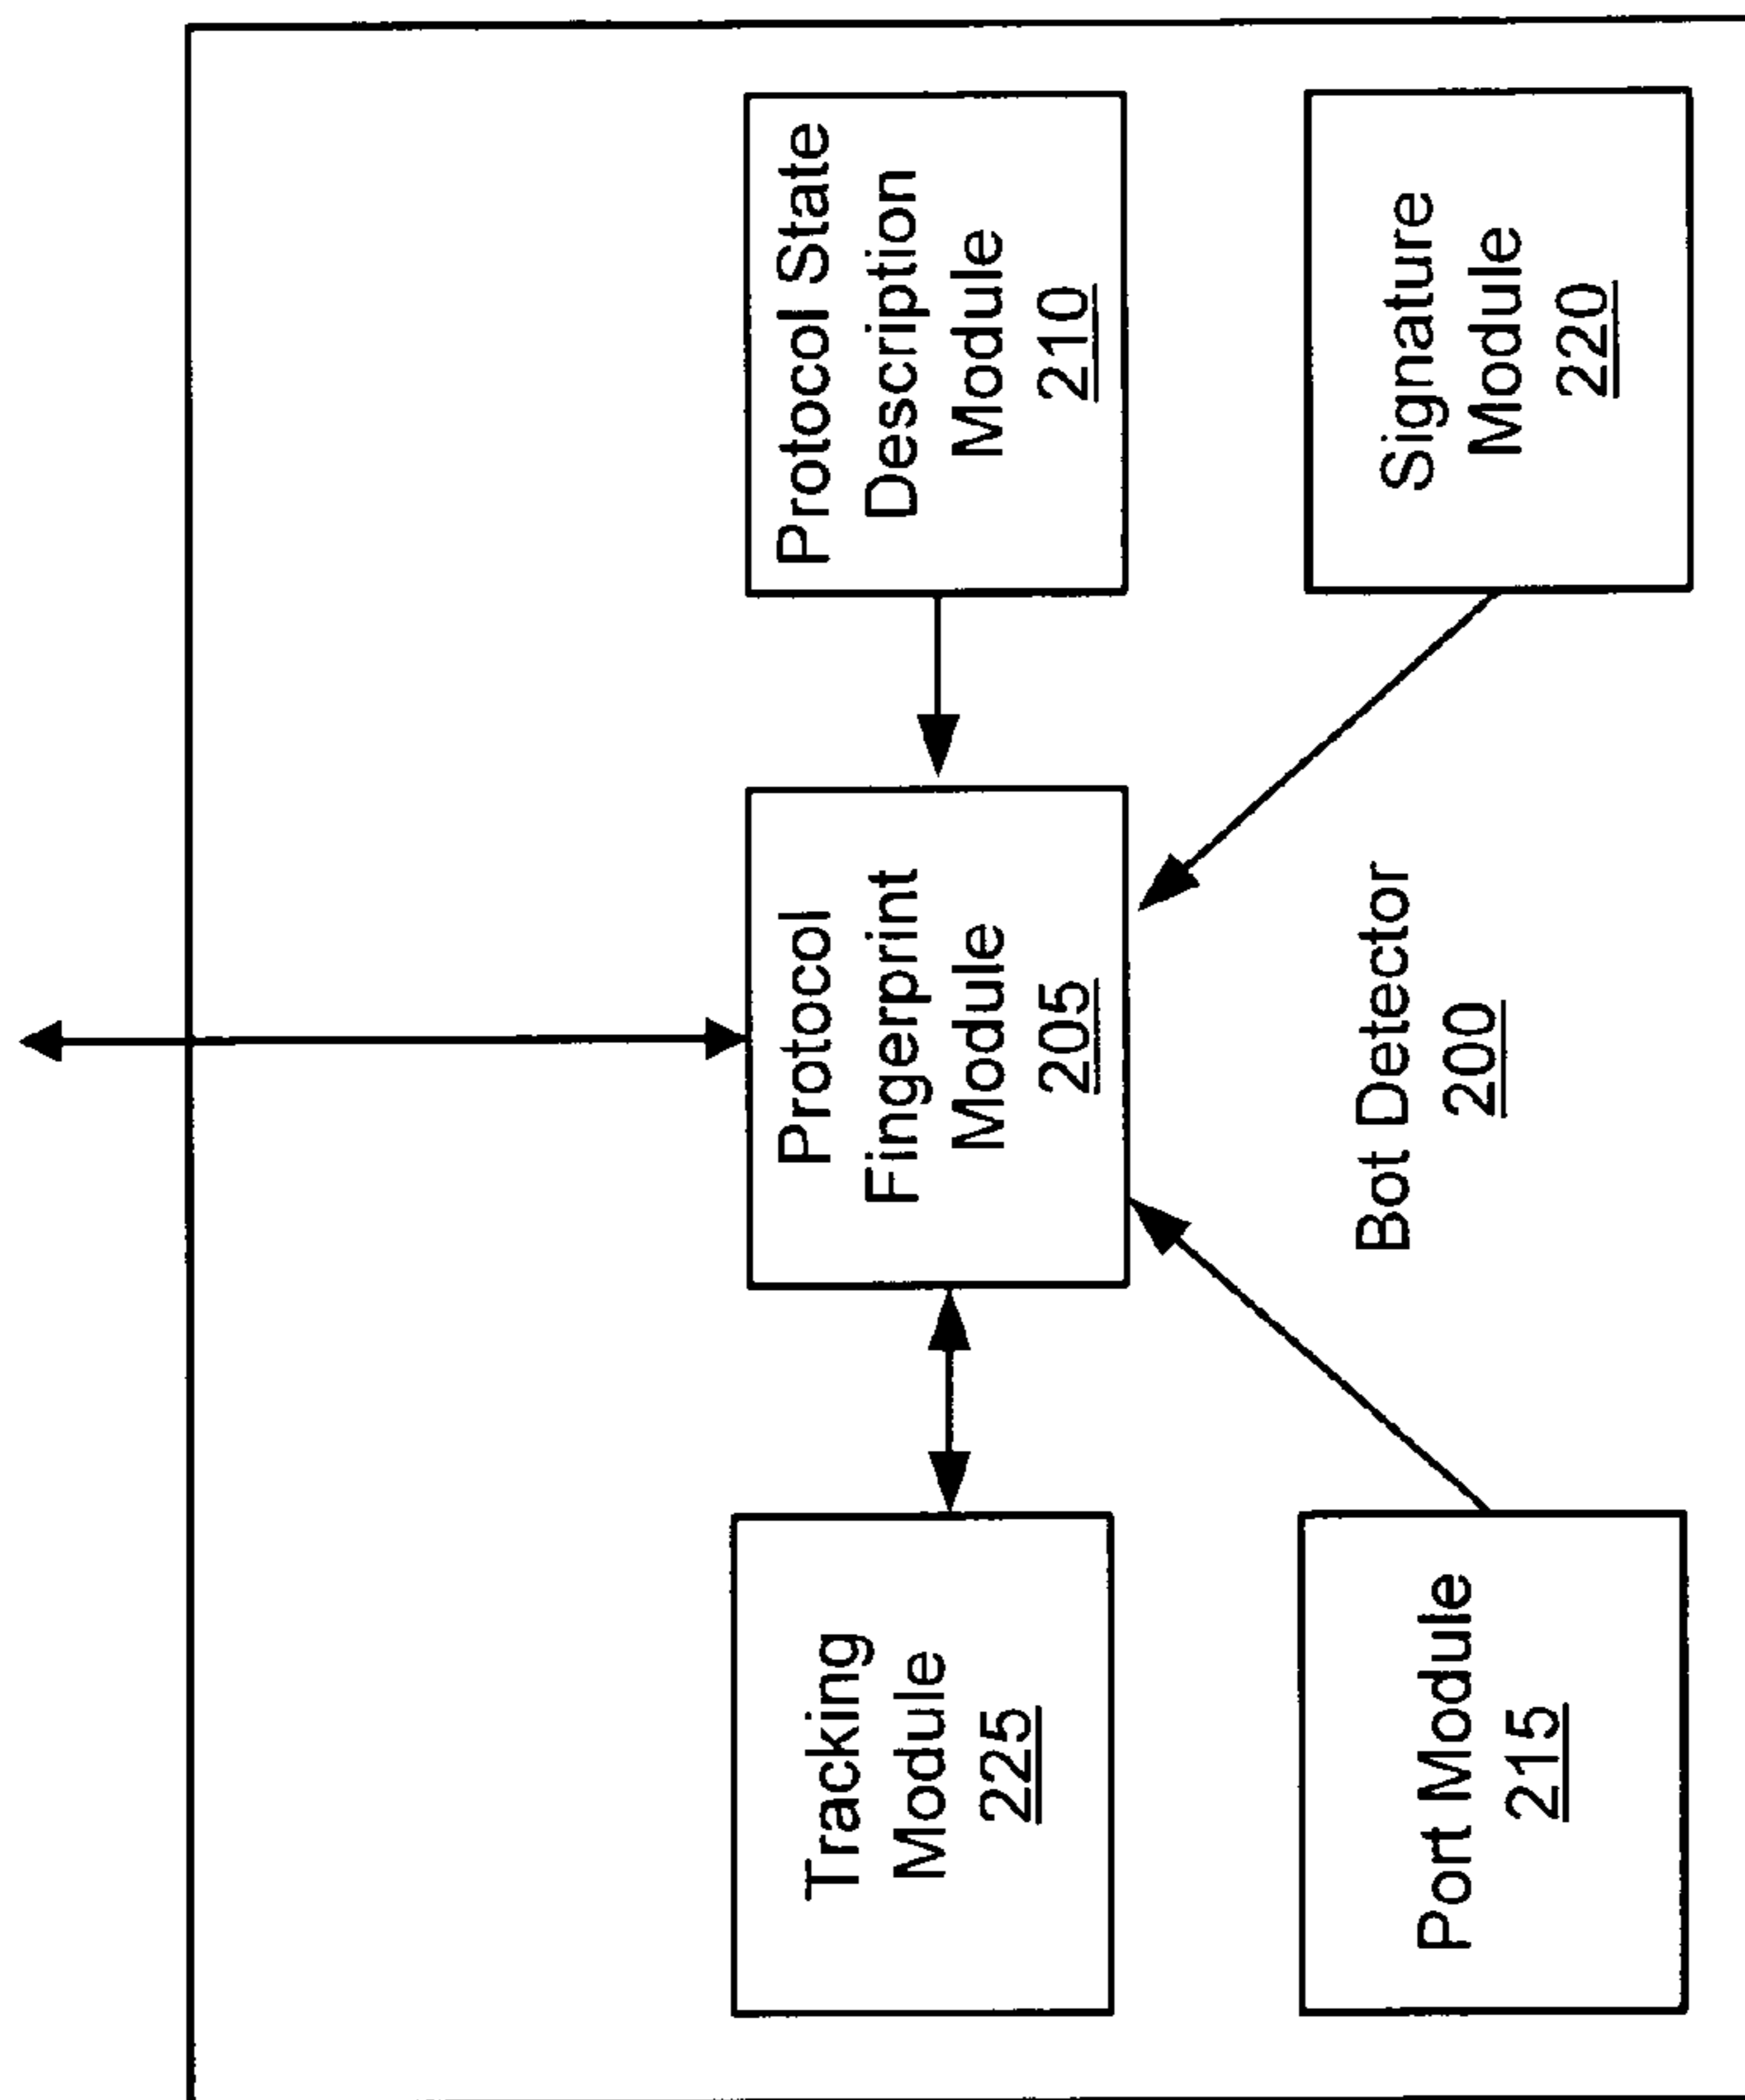 Tracking
Module
225
Protocol
Fingerprint
Module
205
Protocol State
Description
Module
210
Port Module
215
Bot Detector
200
Signature
Module
220